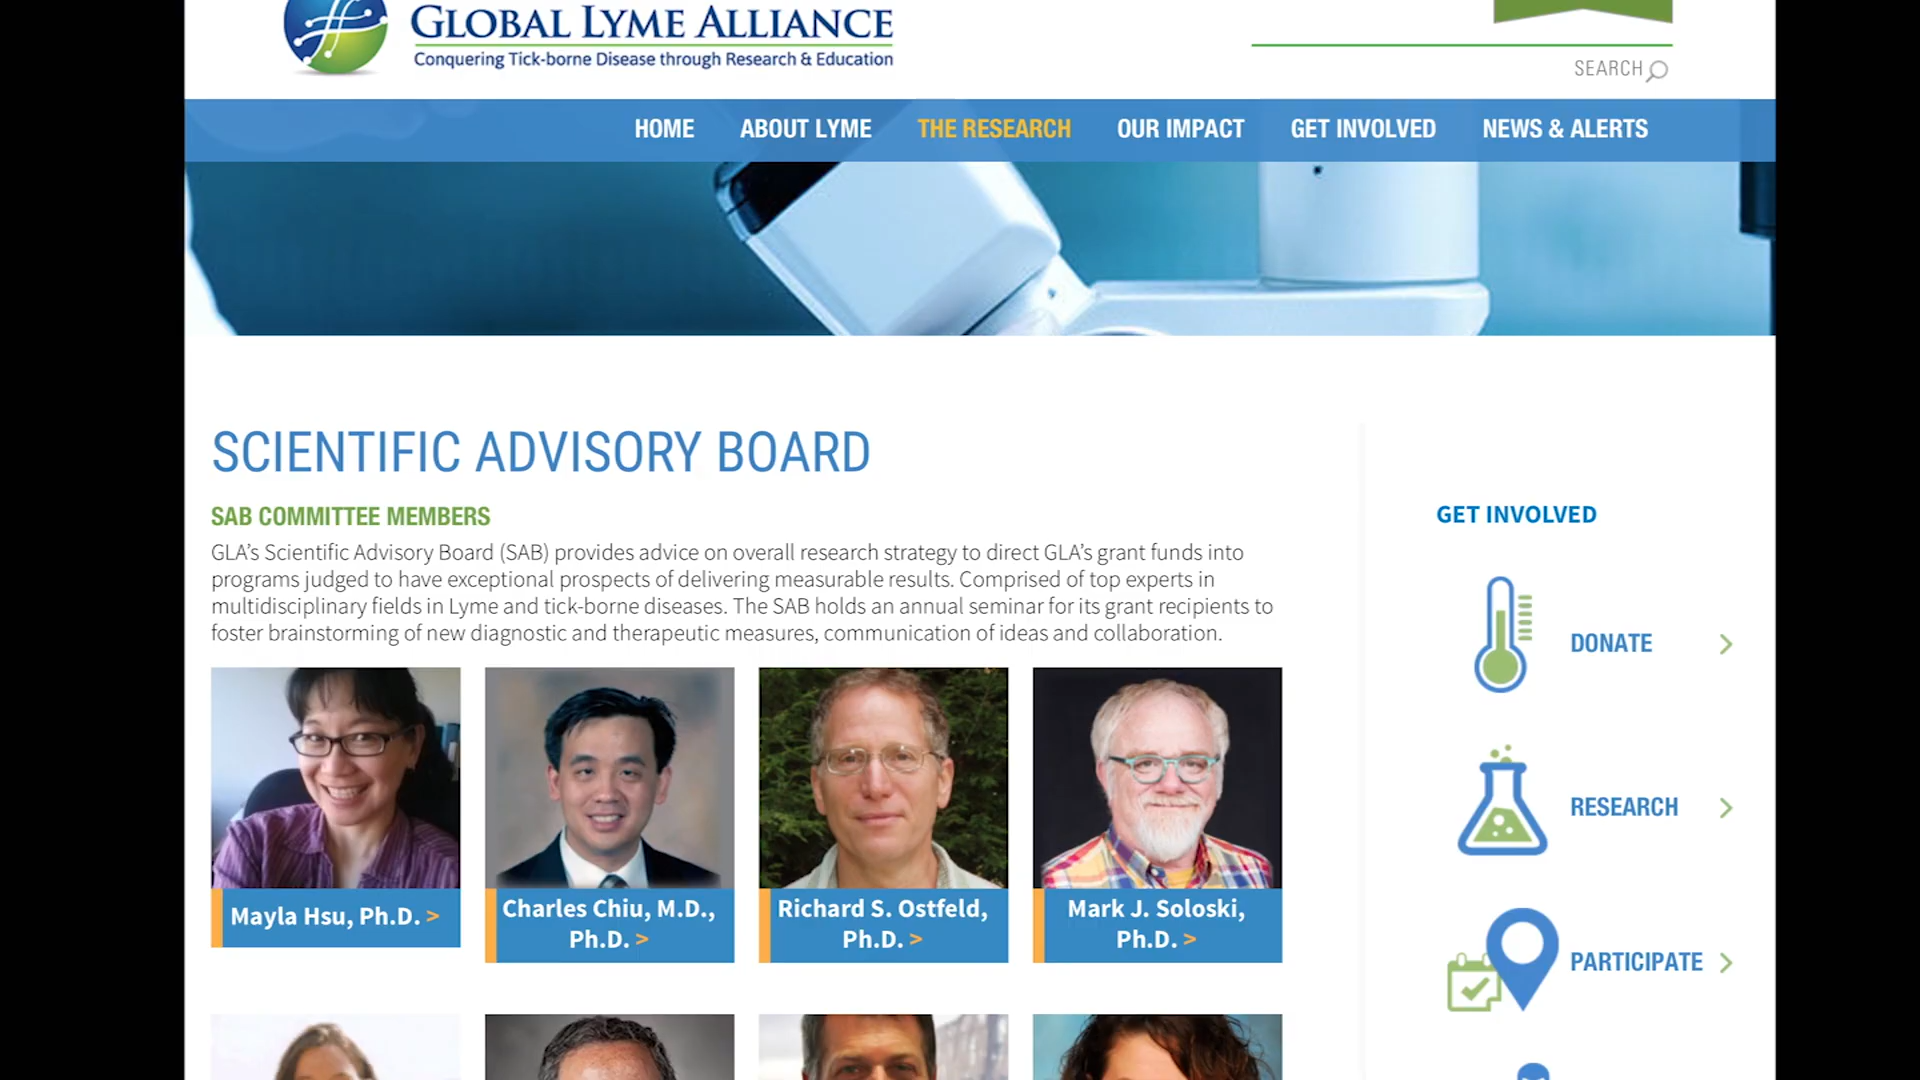 GLOBAL LYME ALLIANCE
Conquering Tick-borne Disease through Research & Education
SEARCH
HOME ABOUT LYME THE RESEARCH OUR IMPACT GET INVOLVED NEWS & ALERTS
SCIENTIFIC ADVISORY BOARD
SAB COMMITTEE MEMBERS
GLA's Scientific Advisory Board (SAB) provides advice on overall research strategy to direct GLA's grant funds into
programs judged to have exceptional prospects of delivering measurable results. Comprised of top experts in
multidisciplinary fields in Lyme and tick-borne diseases. The SAB holds an annual seminar for its grant recipients to
foster brainstorming of new diagnostic and therapeutic measures, communication of ideas and collaboration.
Mayla Hsu, Ph.D. >
Charles Chiu, M.D.,
Ph.D. >
Richard S. Ostfeld,
Ph.D. >
Mark J. Soloski,
Ph.D. >
GET INVOLVED
DONATE >
RESEARCH >
PARTICIPATE >